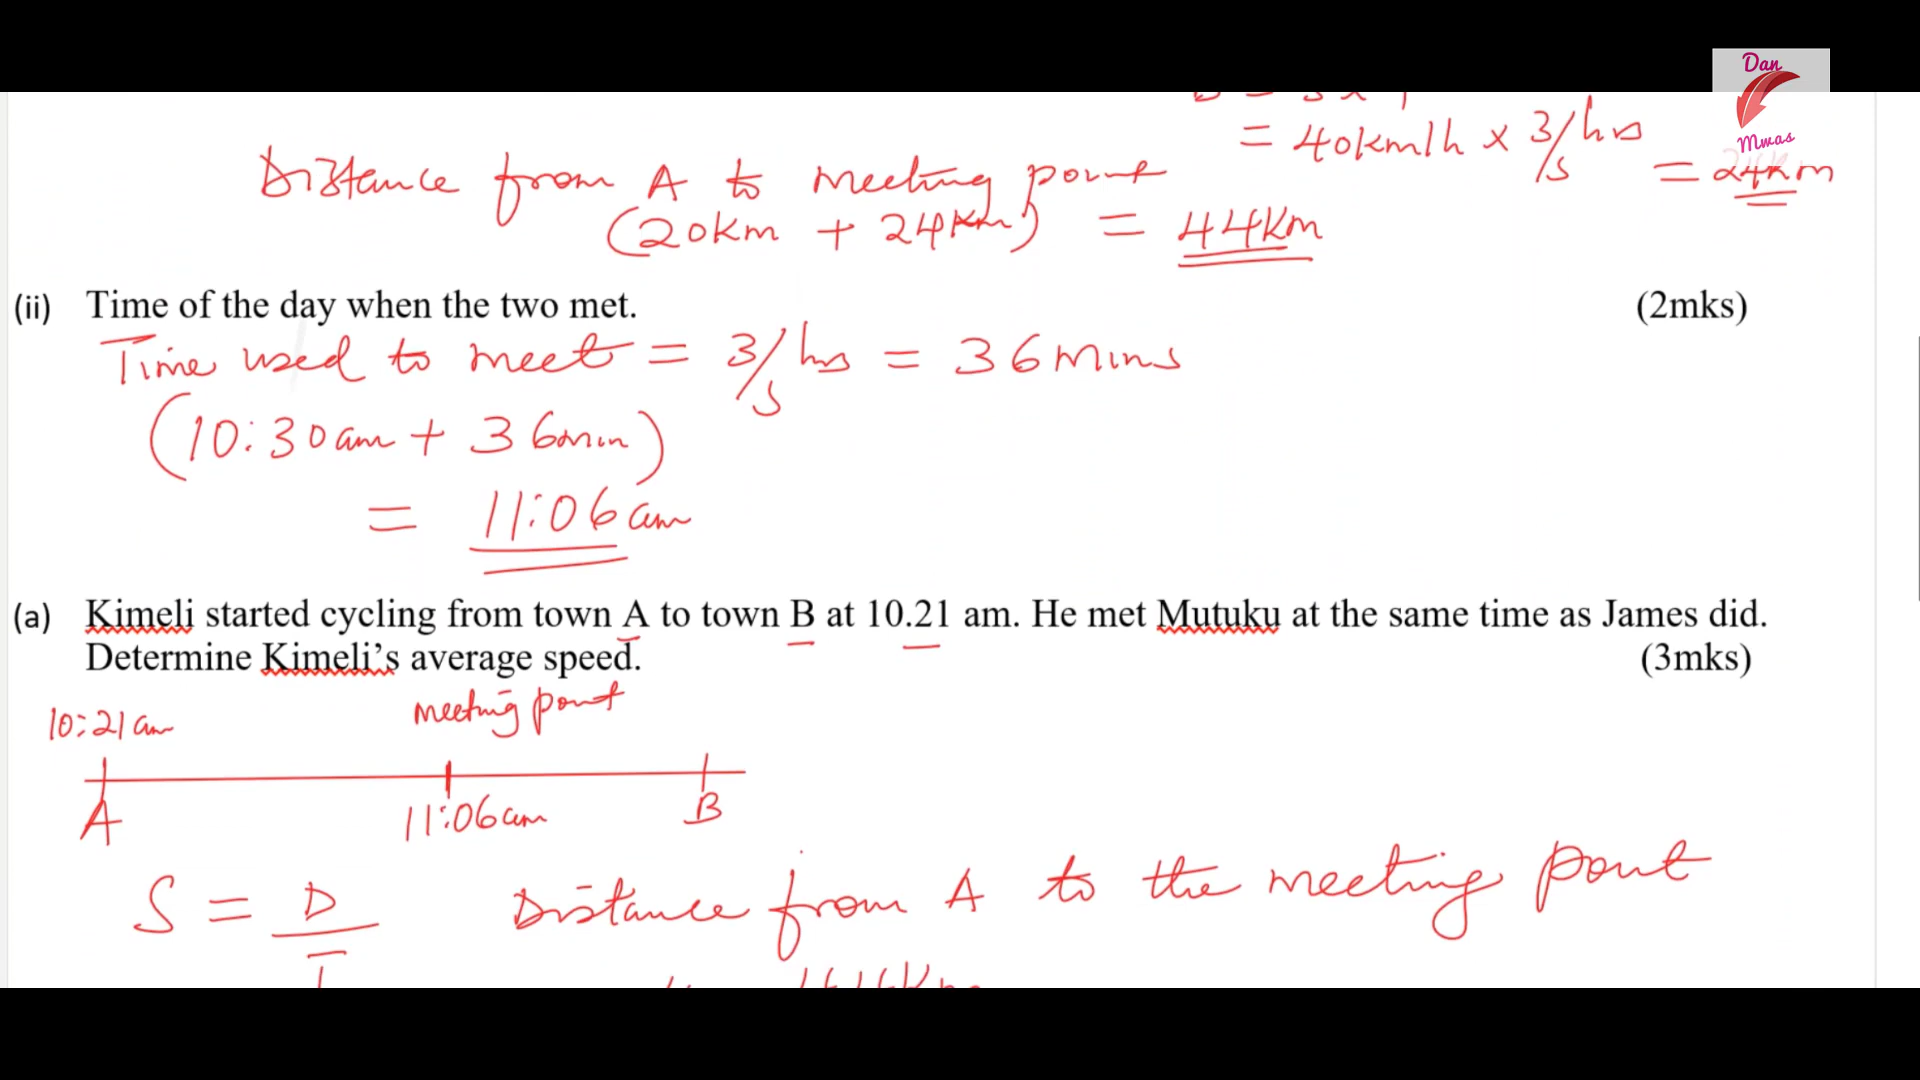 Dan
Mwas
= 40km/h × 3/5 hrs
= 24km
Distance from A to meeting point
(20km + 24km) = 44km
(ii) Time of the day when the two met. (2mks)
Time used to meet = 3/5 hrs = 36mins
(10:30am + 36min)
= 11:06am
(a) Kimeli started cycling from town A to town B at 10.21 am. He met Mutuku at the same time as James did.
Determine Kimeli's average speed. (3mks)
10:21am meeting point
A 11:06am B
S = D/T Distance from A to the meeting point